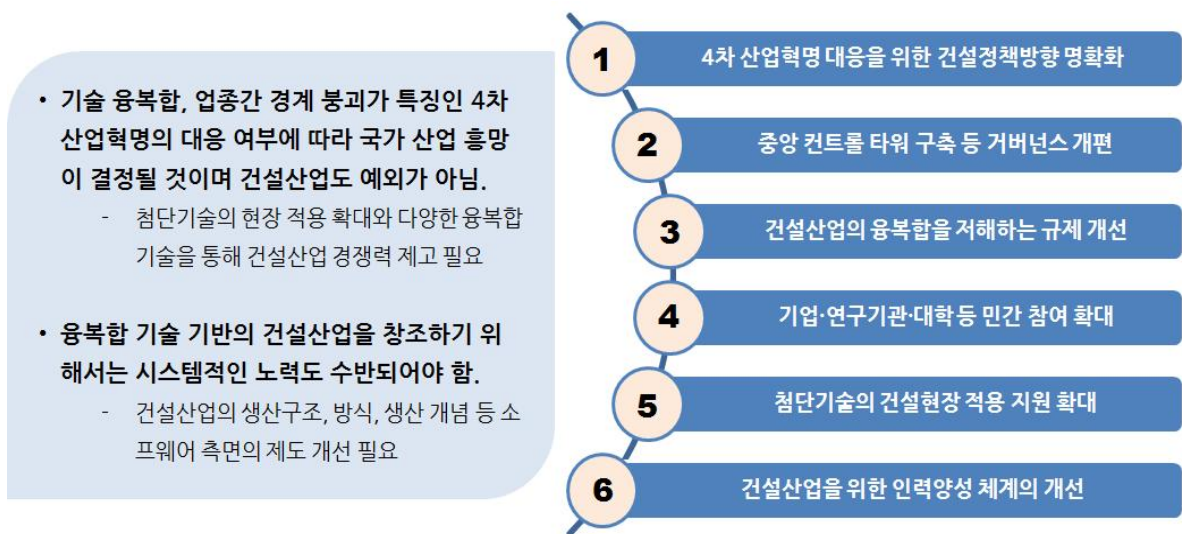 • 기술 융복합, 업종간 경계 붕괴가 특징인 4차
산업혁명의 대응 여부에 따라 국가 산업 흥망
이 결정될 것이며 건설산업도 예외가 아님.
- 첨단기술의 현장 적용 확대와 다양한 융복합
기술을 통해 건설산업 경쟁력 제고 필요
• 융복합 기술 기반의 건설산업을 창조하기 위
해서는 시스템적인 노력도 수반되어야 함.
- 건설산업의 생산구조, 방식, 생산 개념 등 소
프웨어 측면의 제도 개선 필요
1 4차 산업혁명 대응을 위한 건설정책방향 명확화
2 중앙 컨트롤 타워 구축 등 거버넌스 개편
3 건설산업의 융복합을 저해하는 규제 개선
4 기업·연구기관·대학 등 민간 참여 확대
5 첨단기술의 건설현장 적용 지원 확대
6 건설산업을 위한 인력양성 체계의 개선